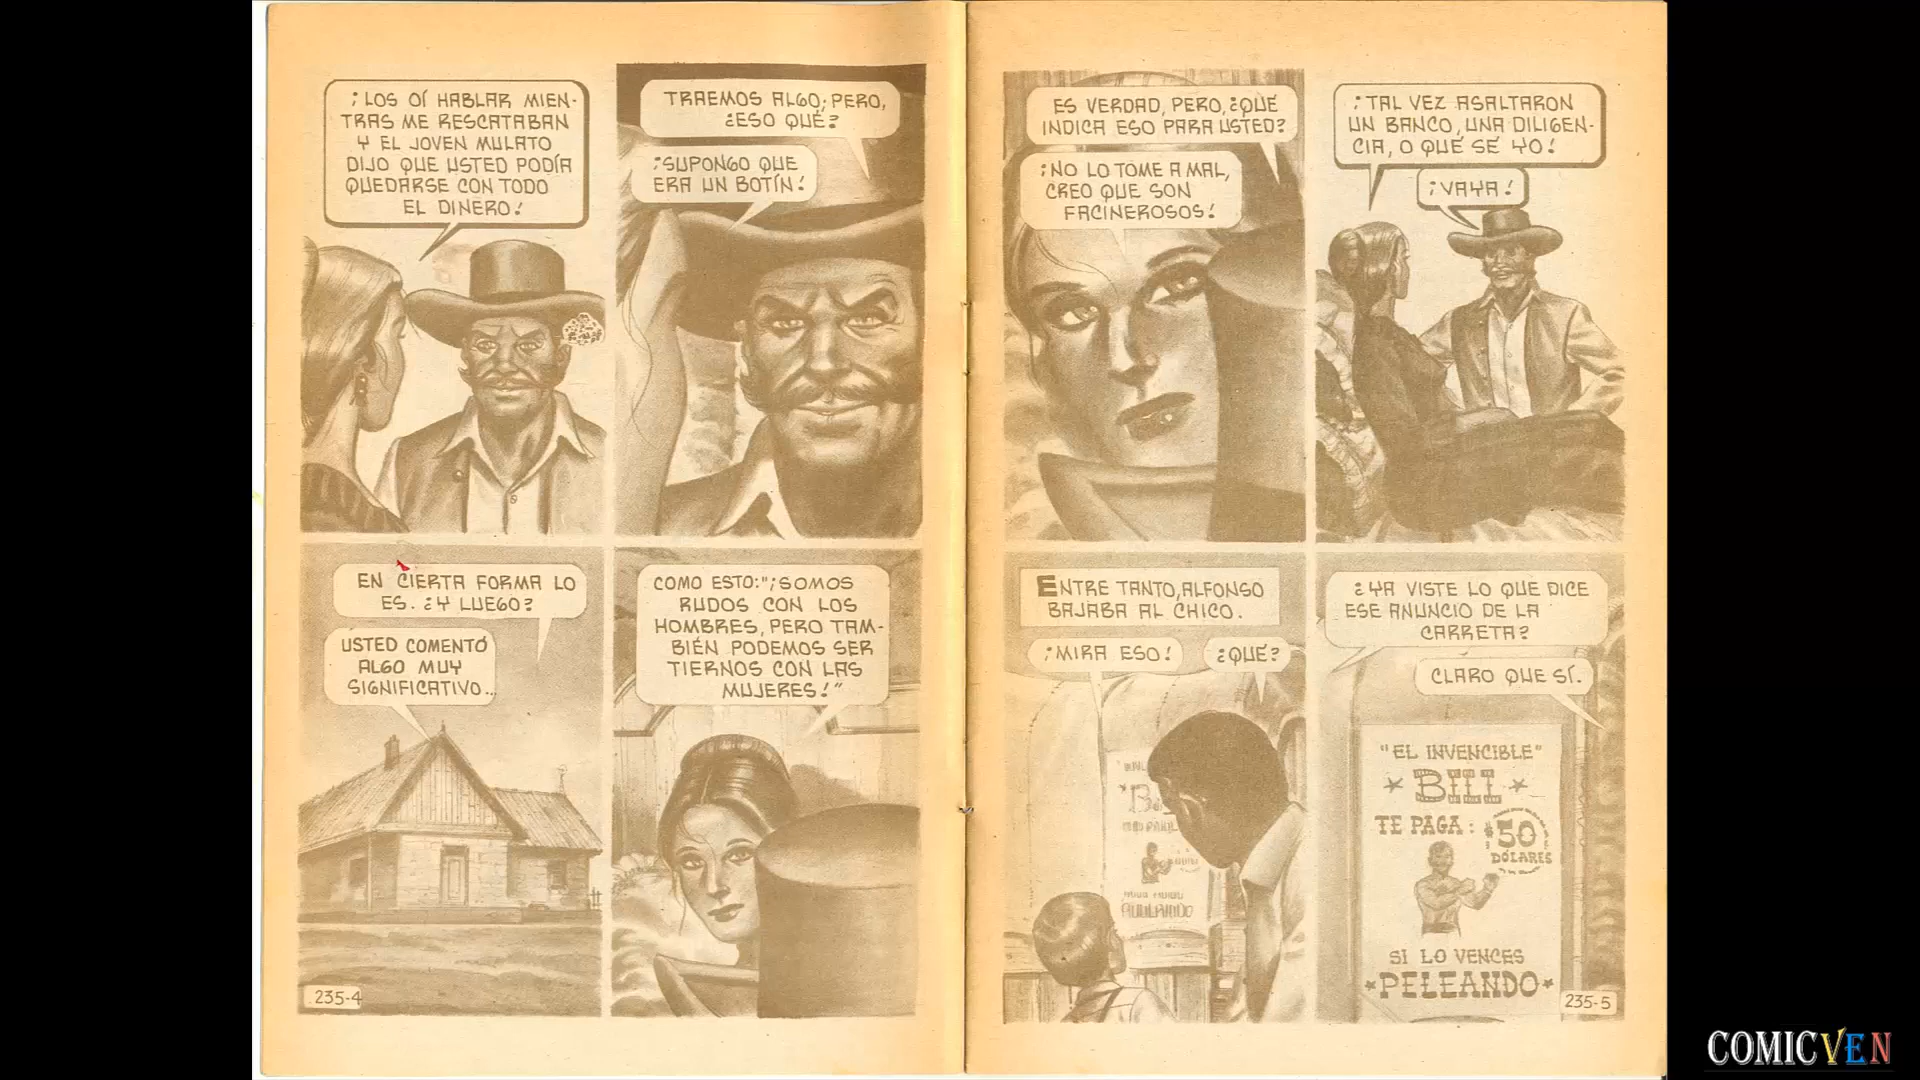 ¡LOS OÍ HABLAR MIEN-
TRAS ME RESCATABAN
Y EL JOVEN MULATO
DIJO QUE USTED PODÍA
QUEDARSE CON TODO
EL DINERO!
TRAEMOS ALGO; PERO,
¿ESO QUÉ?
¡SUPONGO QUE
ERA UN BOTÍN!
EN CIERTA FORMA LO
ES. ¿Y LUEGO?
USTED COMENTÓ
ALGO MUY
SIGNIFICATIVO...
COMO ESTO: "¡SOMOS
RUDOS CON LOS
HOMBRES, PERO TAM-
BIÉN PODEMOS SER
TIERNOS CON LAS
MUJERES!"
235-4
ES VERDAD, PERO, ¿QUÉ
INDICA ESO PARA USTED?
¡NO LO TOME A MAL,
CREO QUE SON
FACINEROSOS!
¡TAL VEZ ASALTARON
UN BANCO, UNA DILIGEN-
CIA, O QUÉ SÉ YO!
¡VAYA!
ENTRE TANTO, ALFONSO
BAJABA AL CHICO.
¡MIRA ESO!
¿QUÉ?
¿YA VISTE LO QUE DICE
ESE ANUNCIO DE LA
CARRETA?
CLARO QUE SÍ.
"EL INVENCIBLE"
BILL
TE PAGA:
$50
DÓLARES
SI LO VENCES
PELEANDO
235-5
COMICVEN